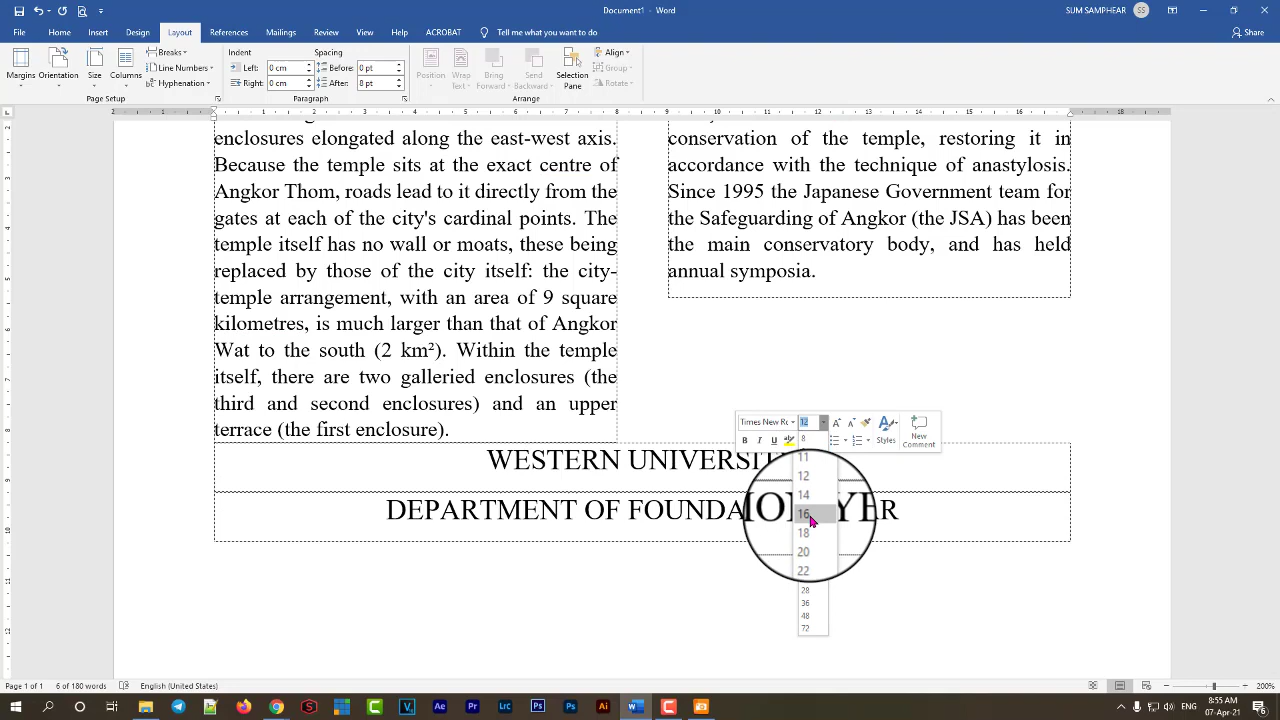 Document1 - Word
SUM SAMPHEAR
SS
File
Home
Insert
Design
Layout
References
Mailings
Review
View
Help
ACROBAT
Tell me what you want to do
Share
Margins
Orientation
Size
Columns
Breaks
Line Numbers
Hyphenation
Page Setup
Indent
Left: 0 cm
Right: 0 cm
Spacing
Before: 0 pt
After: 8 pt
Paragraph
Position
Wrap Text
Bring Forward
Send Backward
Selection Pane
Align
Group
Rotate
Arrange
enclosures elongated along the east-west axis.
Because the temple sits at the exact centre of
Angkor Thom, roads lead to it directly from the
gates at each of the city's cardinal points. The
temple itself has no wall or moats, these being
replaced by those of the city itself: the city-
temple arrangement, with an area of 9 square
kilometres, is much larger than that of Angkor
Wat to the south (2 km²). Within the temple
itself, there are two galleried enclosures (the
third and second enclosures) and an upper
terrace (the first enclosure).
conservation of the temple, restoring it in
accordance with the technique of anastylosis.
Since 1995 the Japanese Government team for
the Safeguarding of Angkor (the JSA) has been
the main conservatory body, and has held
annual symposia.
Times New Ro
12
B I U
Styles
New Comment
8
11
12
14
16
18
20
22
28
36
48
72
WESTERN UNIVERSIT
DEPARTMENT OF FOUNDA ION YEAR
Page 1 of 1
6 of 180 words
English (United States)
200%
8:55 AM
07-Apr-21